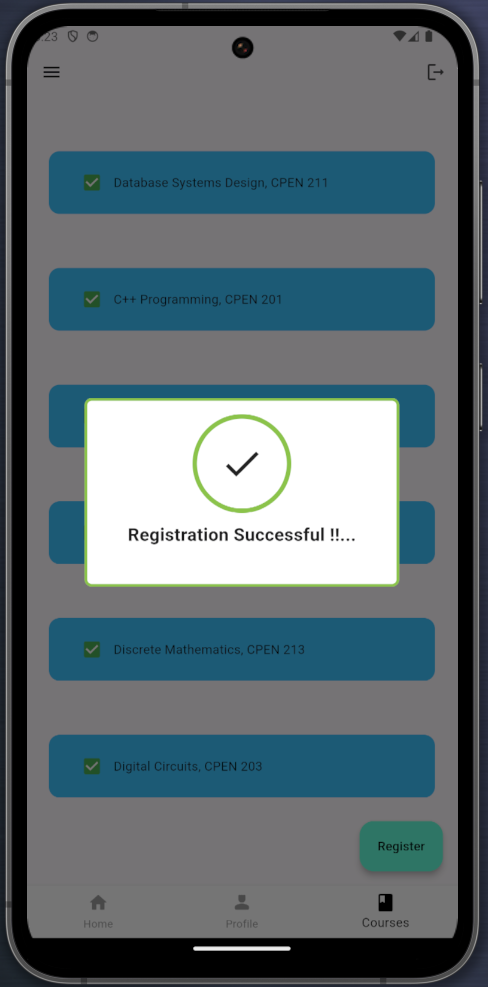 :23
Database Systems Design, CPEN 211
C++ Programming, CPEN 201
Registration Successful !!...
Discrete Mathematics, CPEN 213
Digital Circuits, CPEN 203
Register
Home
Profile
Courses